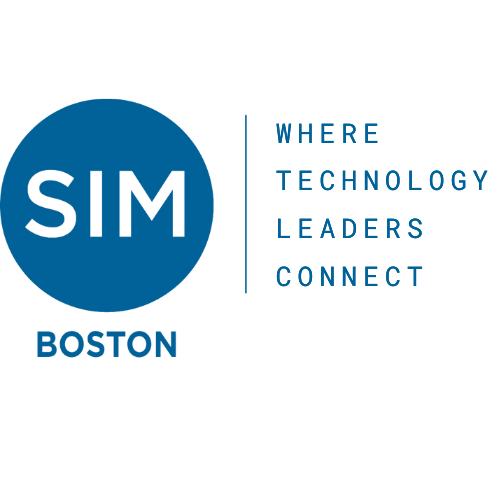 SIM
BOSTON
WHERE
TECHNOLOGY
LEADERS
CONNECT